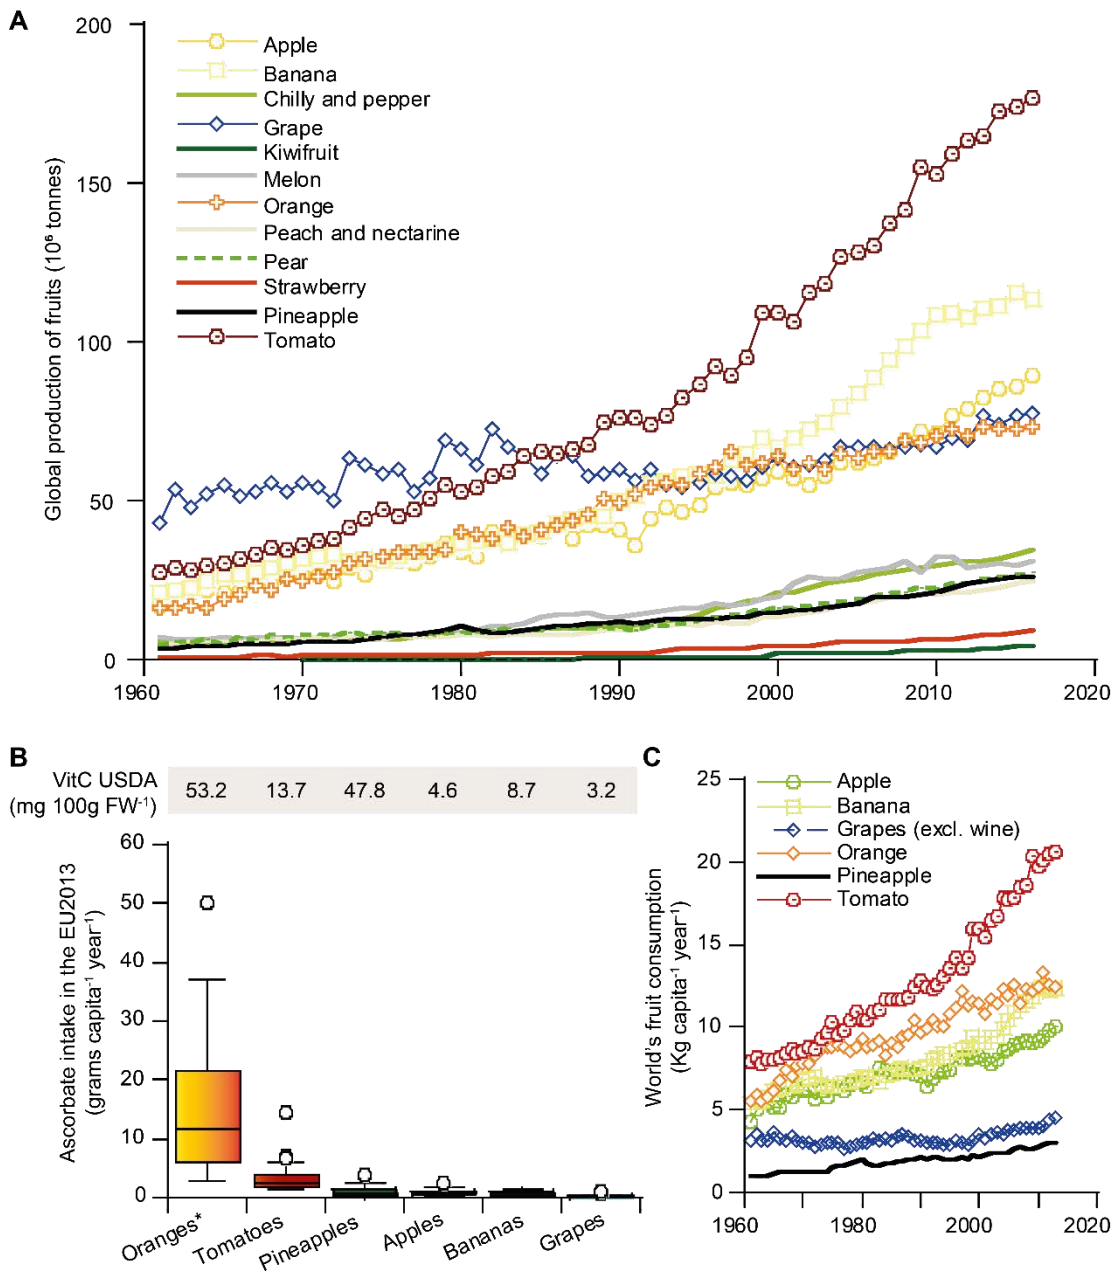 A
200
150
100
50
0
Global production of fruits (10⁶ tonnes)
Apple
Banana
Chilly and pepper
Grape
Kiwifruit
Melon
Orange
Peach and nectarine
Pear
Strawberry
Pineapple
Tomato
1960 1970 1980 1990 2000 2010 2020
B
VitC USDA
(mg 100g FW⁻¹)
53.2 13.7 47.8 4.6 8.7 3.2
60
50
40
30
20
10
0
Ascorbate intake in the EU2013
(grams capita⁻¹ year⁻¹)
Oranges* Tomatoes Pineapples Apples Bananas Grapes
C
25
20
15
10
5
0
World's fruit consumption
(Kg capita⁻¹ year⁻¹)
Apple
Banana
Grapes (excl. wine)
Orange
Pineapple
Tomato
1960 1980 2000 2020